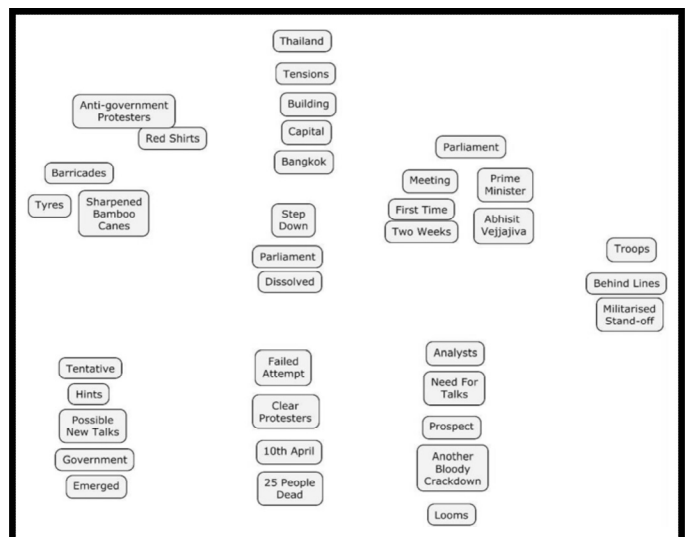 Thailand
Tensions
Building
Capital
Bangkok
Anti-government
Protesters
Red Shirts
Barricades
Tyres
Sharpened
Bamboo
Canes
Step
Down
Parliament
Dissolved
Parliament
Meeting
Prime
Minister
First Time
Two Weeks
Abhisit
Vejjajiva
Troops
Behind Lines
Militarised
Stand-off
Tentative
Hints
Possible
New Talks
Government
Emerged
Failed
Attempt
Clear
Protesters
10th April
25 People
Dead
Analysts
Need For
Talks
Prospect
Another
Bloody
Crackdown
Looms